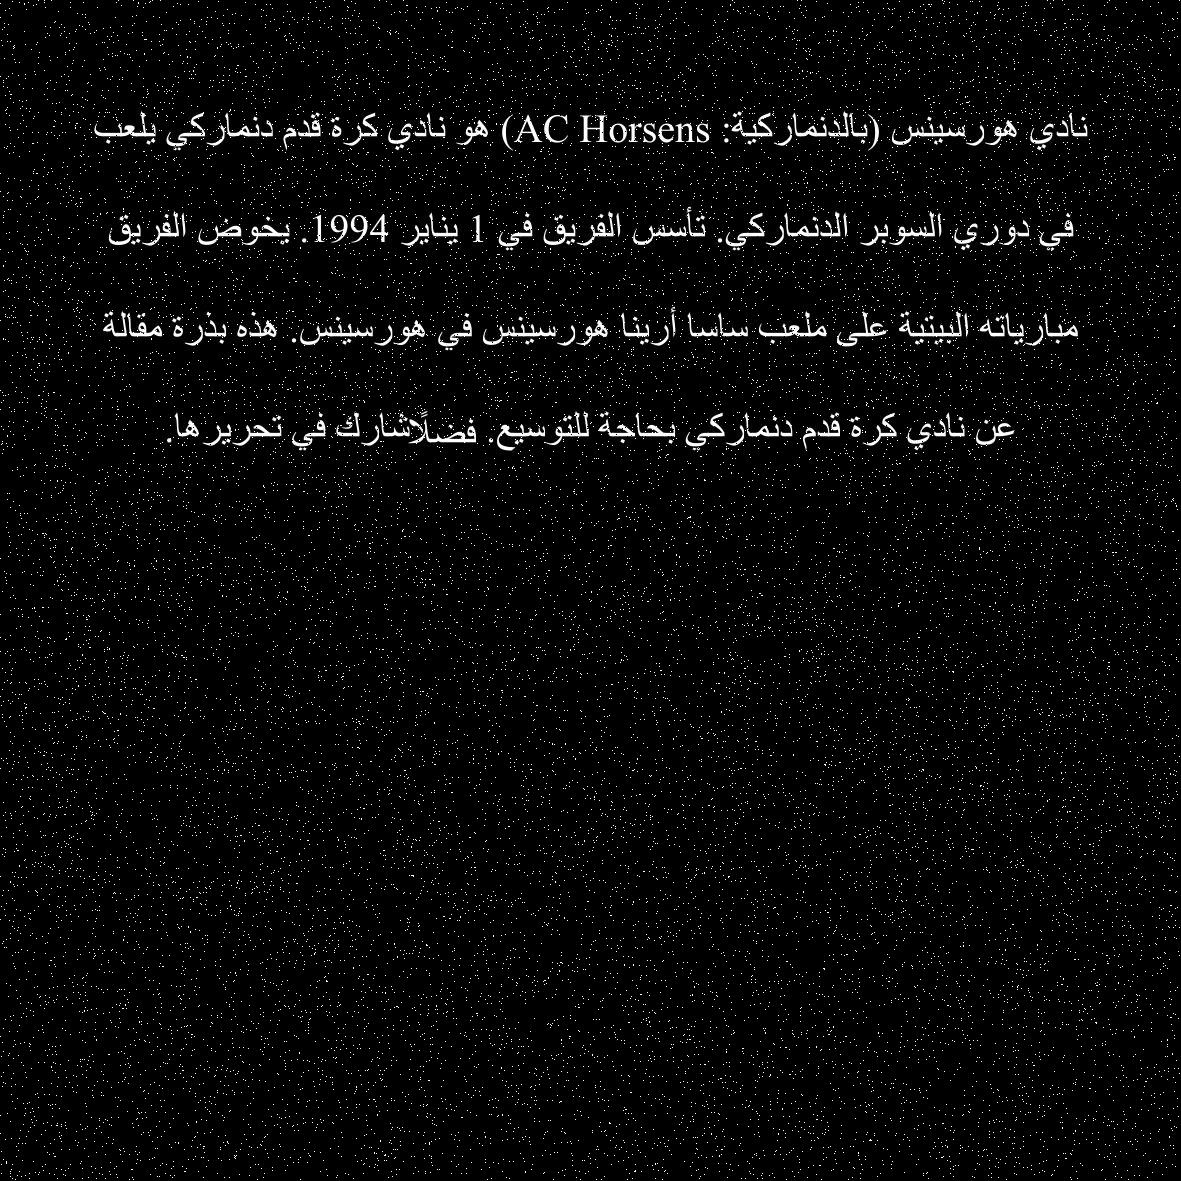 نادي هورسينس (بالدنماركية: AC Horsens) هو نادي كرة قدم دنماركي يلعب
في دوري السوبر الدنماركي. تأسس الفريق في 1 يناير 1994. يخوض الفريق
مبارياته البيتية على ملعب ساسا أرينا هورسينس في هورسينس. هذه بذرة مقالة
عن نادي كرة قدم دنماركي بحاجة للتوسيع. فضلًاشارك في تحريرها.